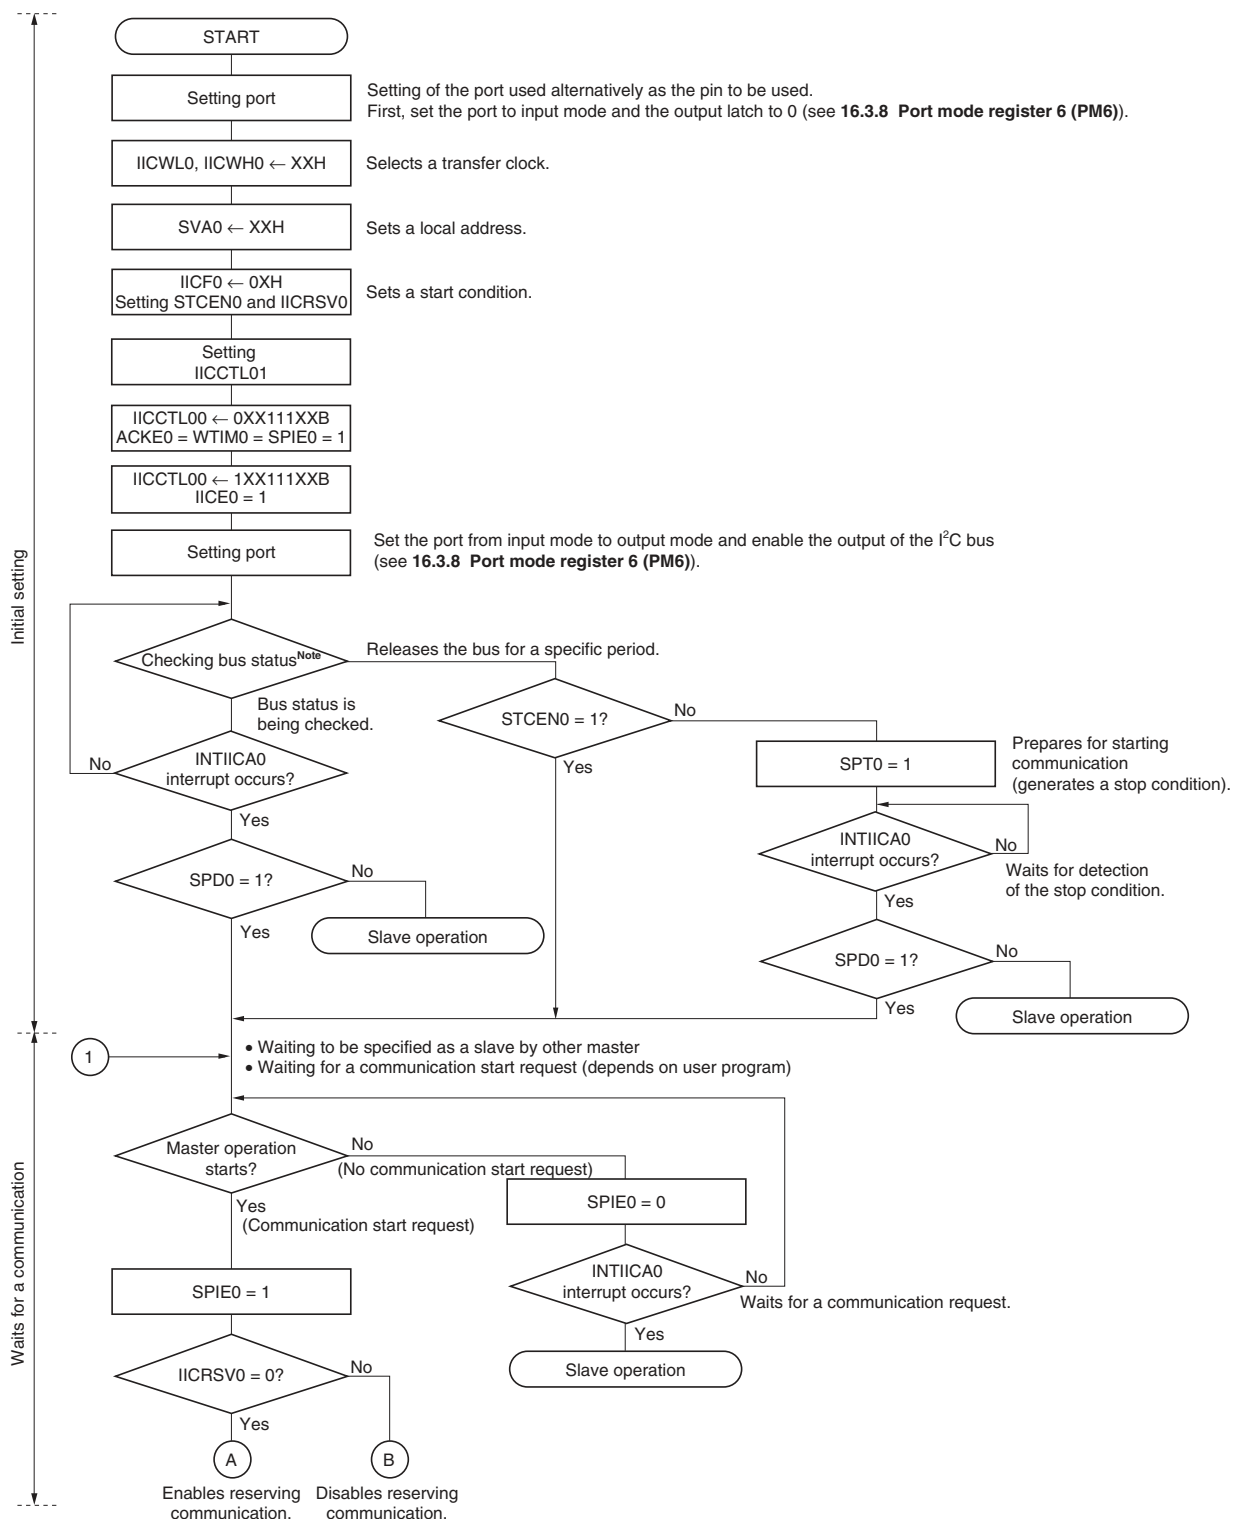 START
Setting port
Setting of the port used alternatively as the pin to be used.
First, set the port to input mode and the output latch to 0 (see 16.3.8 Port mode register 6 (PM6)).
IICWL0, IICWH0 ← XXH
Selects a transfer clock.
SVA0 ← XXH
Sets a local address.
IICF0 ← 0XH
Setting STCEN0 and IICRSV0
Sets a start condition.
Setting
IICCTL01
IICCTL00 ← 0XX111XXB
ACKE0 = WTIM0 = SPIE0 = 1
IICCTL00 ← 1XX111XXB
IICE0 = 1
Setting port
Set the port from input mode to output mode and enable the output of the I²C bus
(see 16.3.8 Port mode register 6 (PM6)).
Initial setting
Checking bus status Note
Releases the bus for a specific period.
Bus status is
being checked.
STCEN0 = 1?
No
Yes
INTIICA0
interrupt occurs?
No
Yes
SPT0 = 1
Prepares for starting
communication
(generates a stop condition).
INTIICA0
interrupt occurs?
No
Waits for detection
of the stop condition.
Yes
SPD0 = 1?
No
Yes
Slave operation
SPD0 = 1?
No
Yes
Slave operation
1
• Waiting to be specified as a slave by other master
• Waiting for a communication start request (depends on user program)
Waits for a communication
Master operation
starts?
No
(No communication start request)
Yes
(Communication start request)
SPIE0 = 0
INTIICA0
interrupt occurs?
No
Waits for a communication request.
Yes
Slave operation
SPIE0 = 1
IICRSV0 = 0?
No
Yes
A
B
Enables reserving
communication.
Disables reserving
communication.